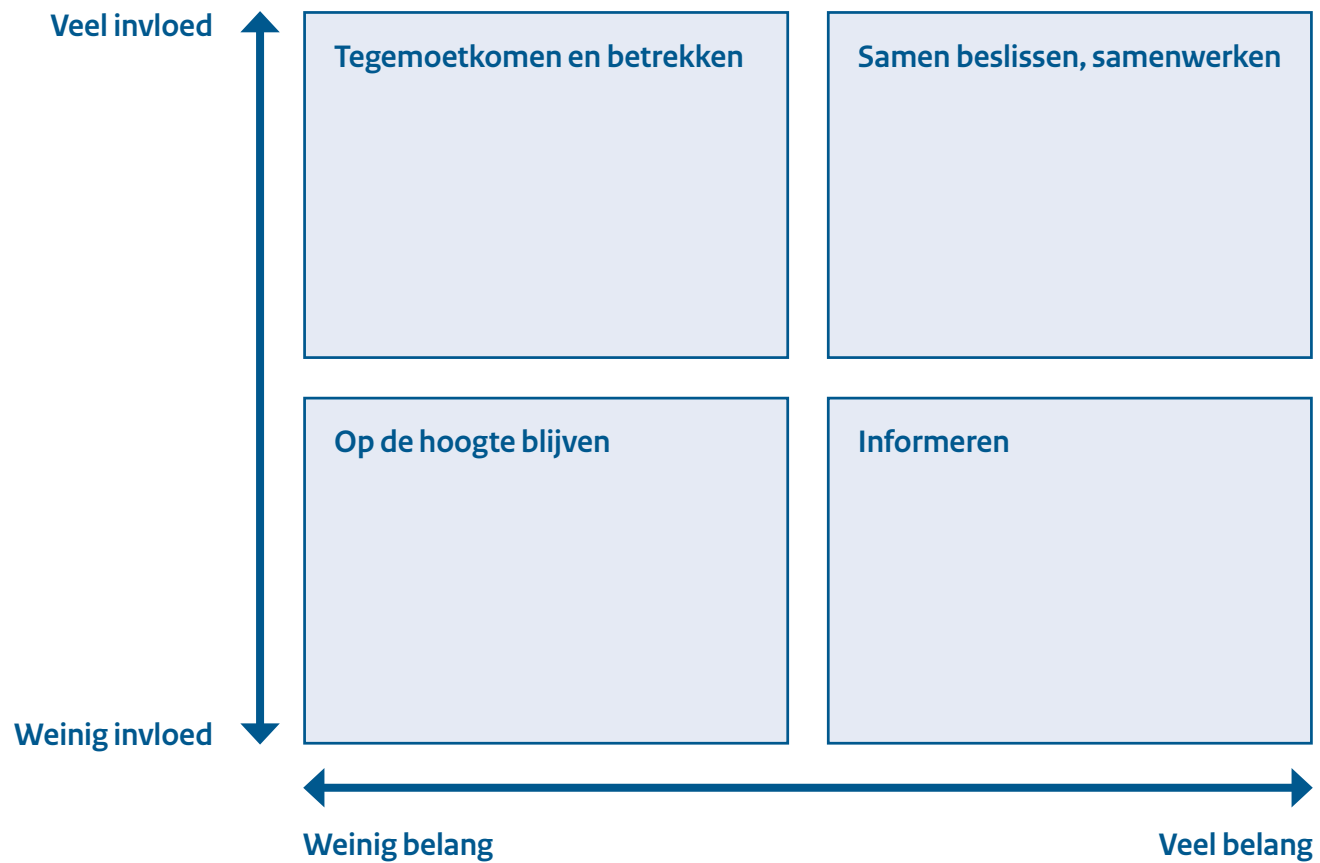 Veel invloed
Tegemoetkomen en betrekken
Samen beslissen, samenwerken
Op de hoogte blijven
Informeren
Weinig invloed
Weinig belang
Veel belang